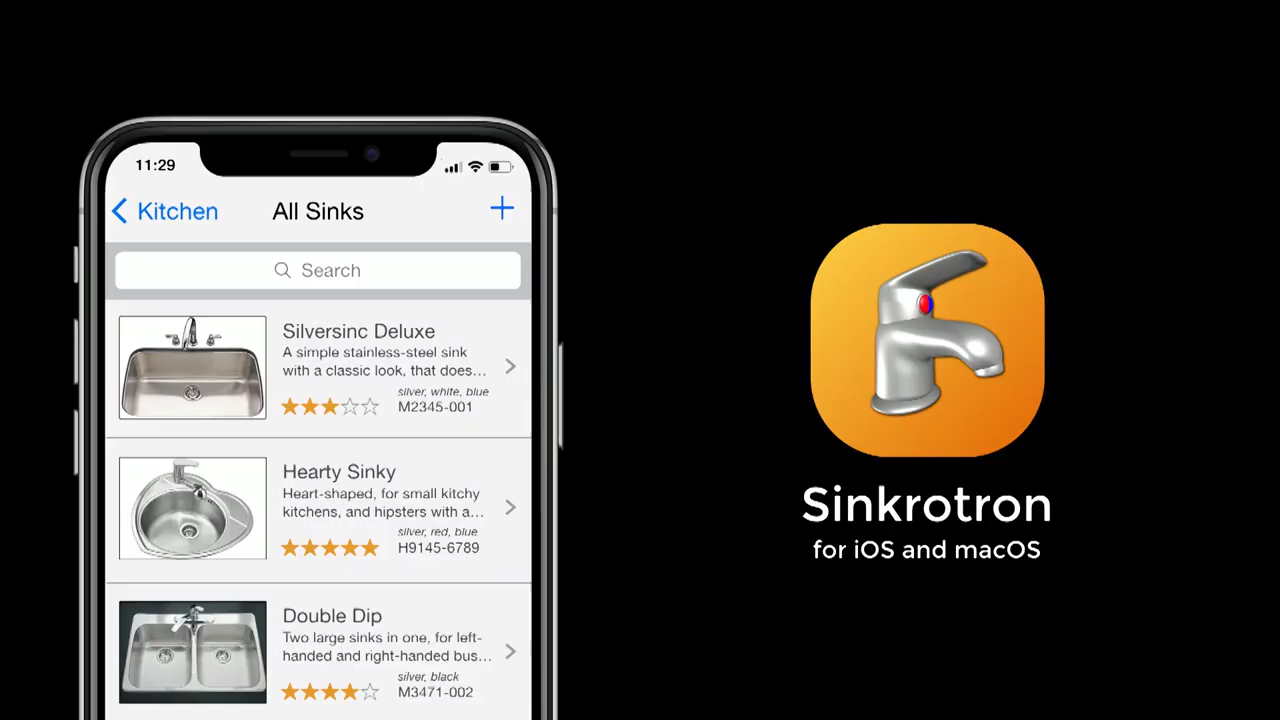 11:29
Kitchen
All Sinks
Search
Silversinc Deluxe
A simple stainless-steel sink
with a classic look, that does...
silver, white, blue
M2345-001
Hearty Sinky
Heart-shaped, for small kitchy
kitchens, and hipsters with a...
silver, red, blue
H9145-6789
Double Dip
Two large sinks in one, for left-
handed and right-handed bus...
silver, black
M3471-002
Sinkrotron
for iOS and macOS